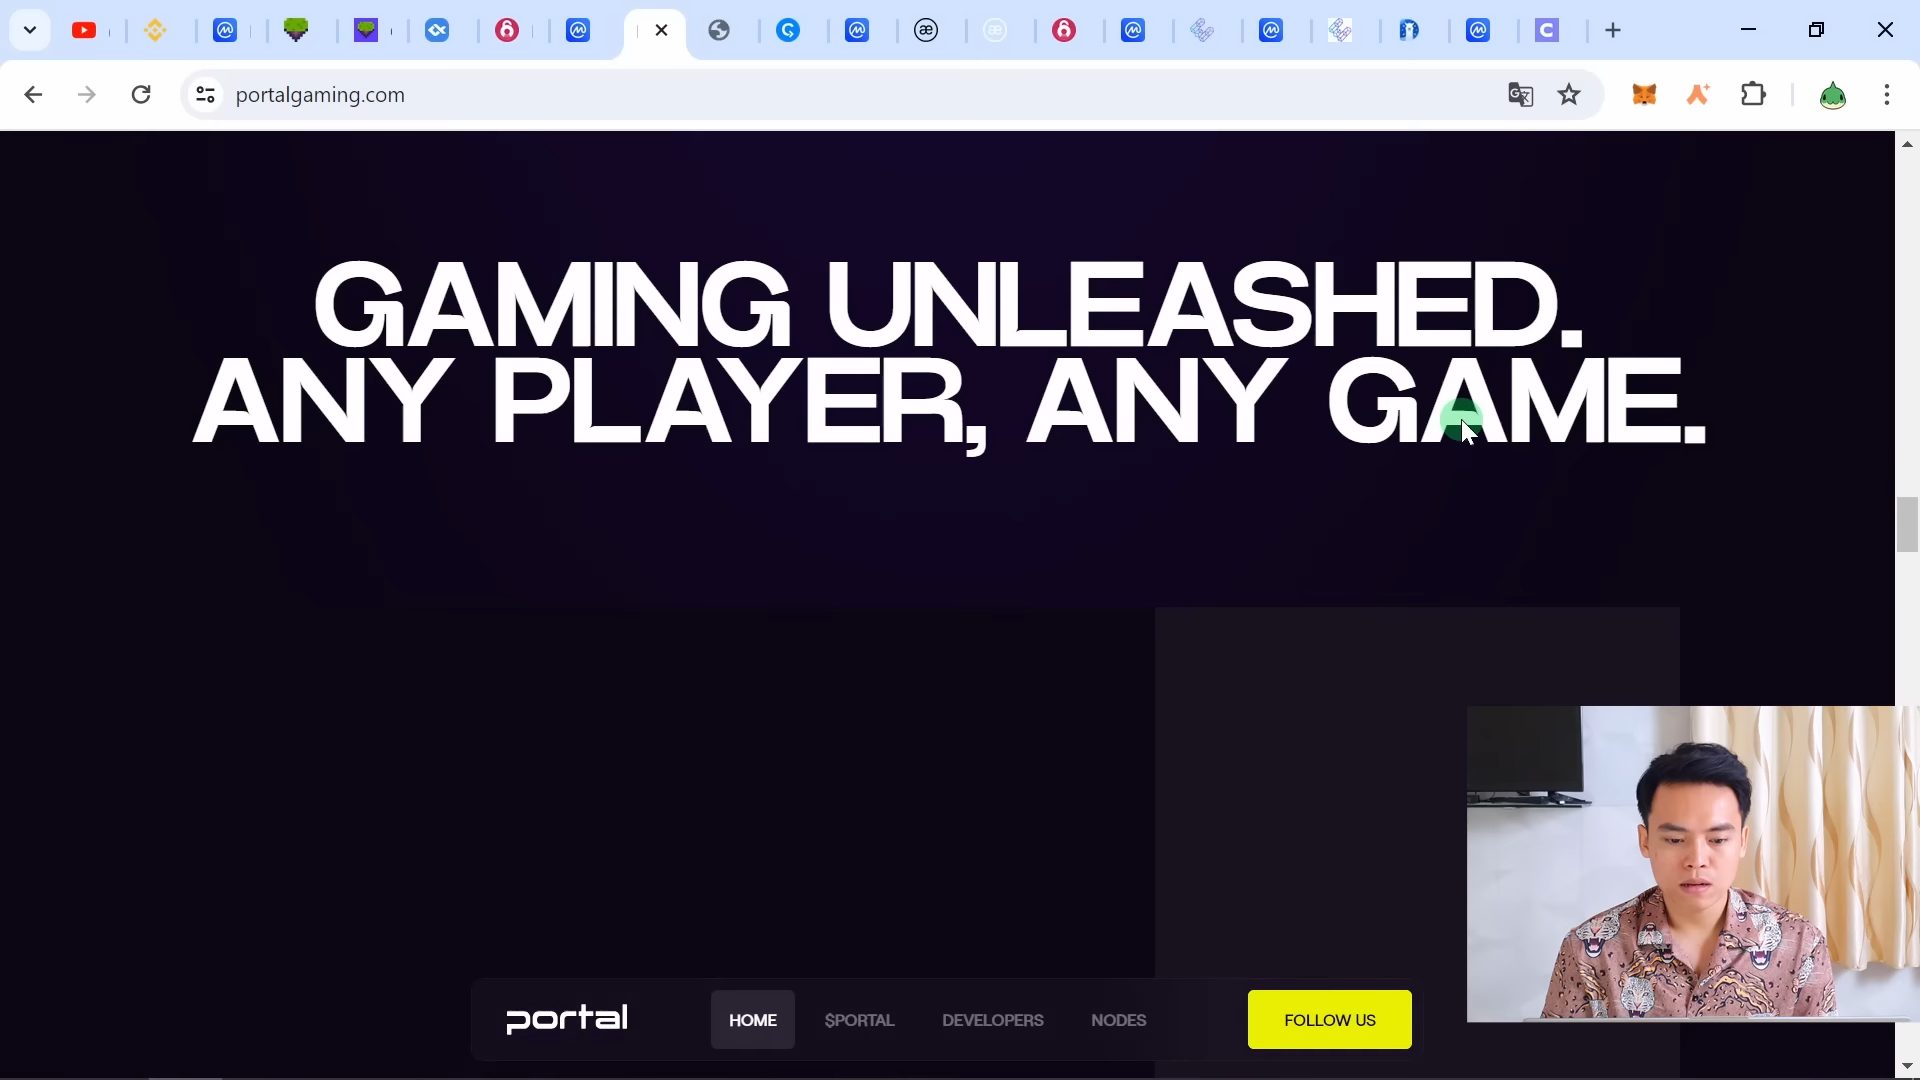 portalgaming.com
GAMING UNLEASHED.
ANY PLAYER, ANY GAME.
portal
HOME
$PORTAL
DEVELOPERS
NODES
FOLLOW US